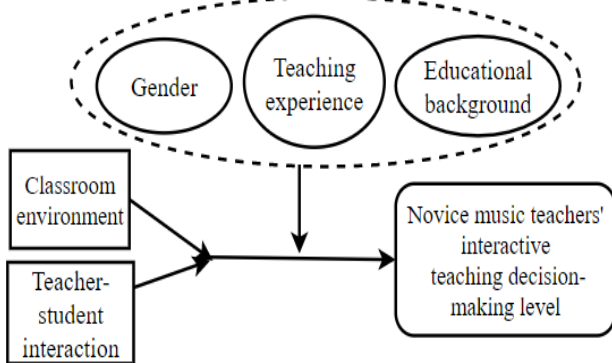 Gender
Teaching
experience
Educational
background
Classroom
environment
Teacher-
student
interaction
Novice music teachers'
interactive
teaching decision-
making level